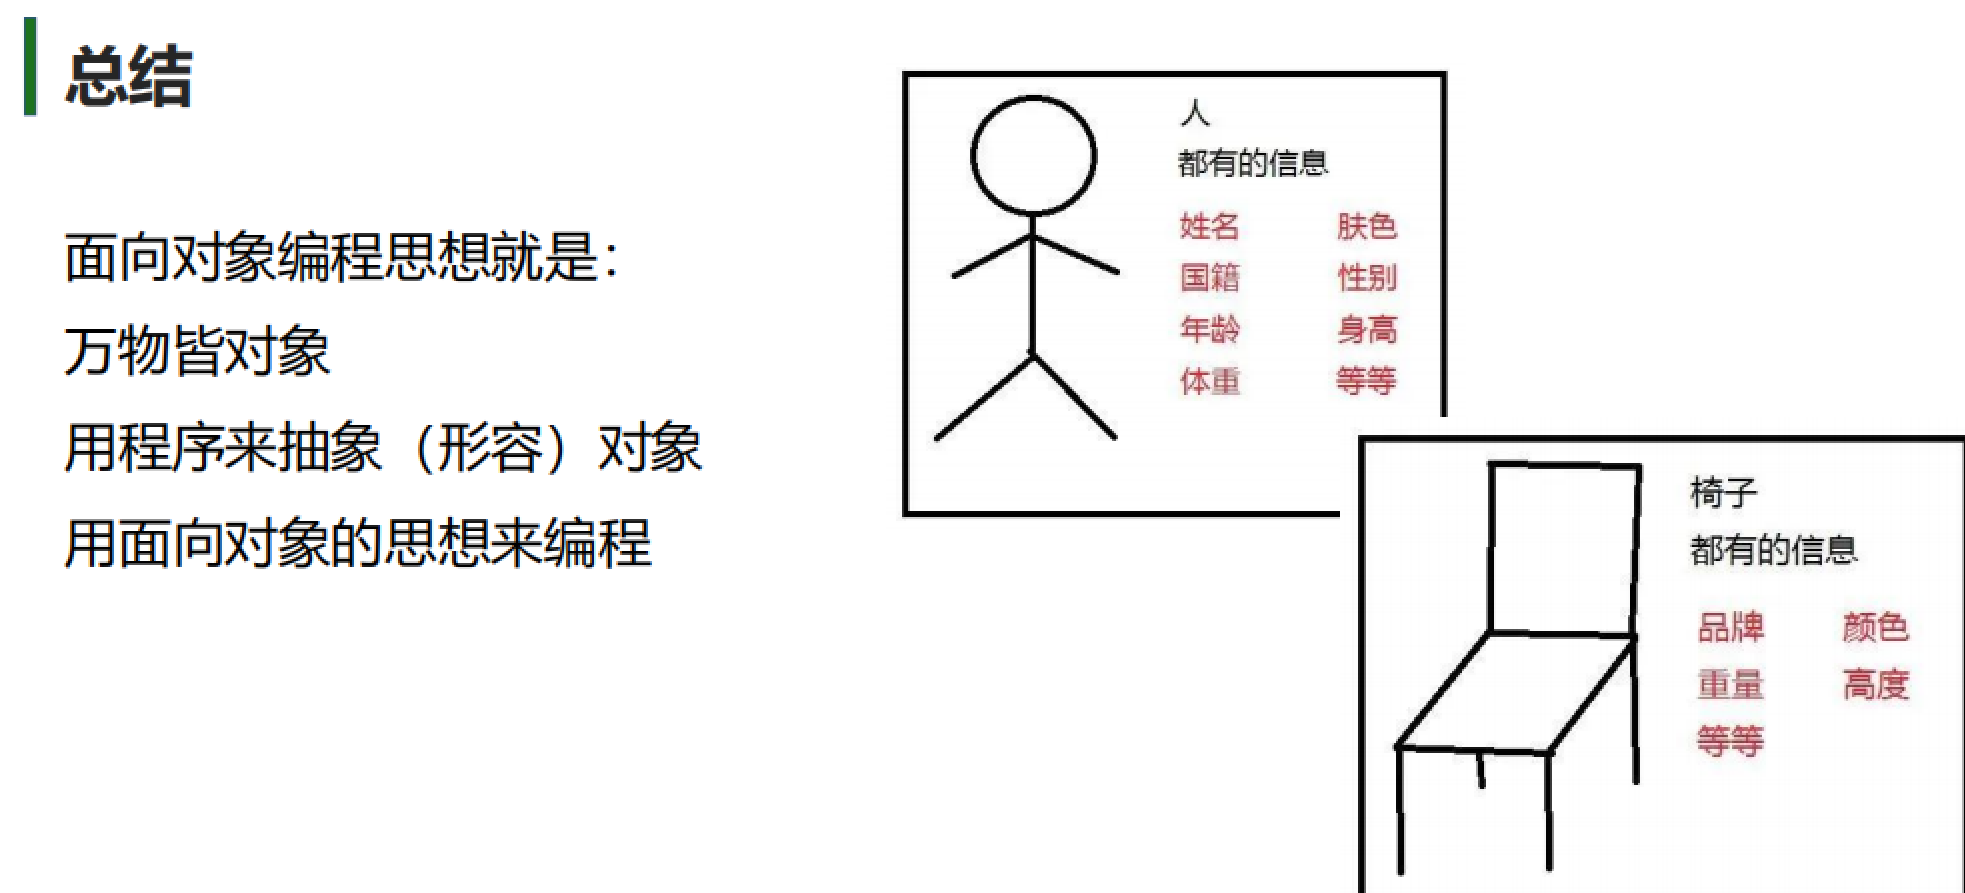 总结
面向对象编程思想就是：
万物皆对象
用程序来抽象（形容）对象
用面向对象的思想来编程
人
都有的信息
姓名 肤色
国籍 性别
年龄 身高
体重 等等
椅子
都有的信息
品牌 颜色
重量 高度
等等